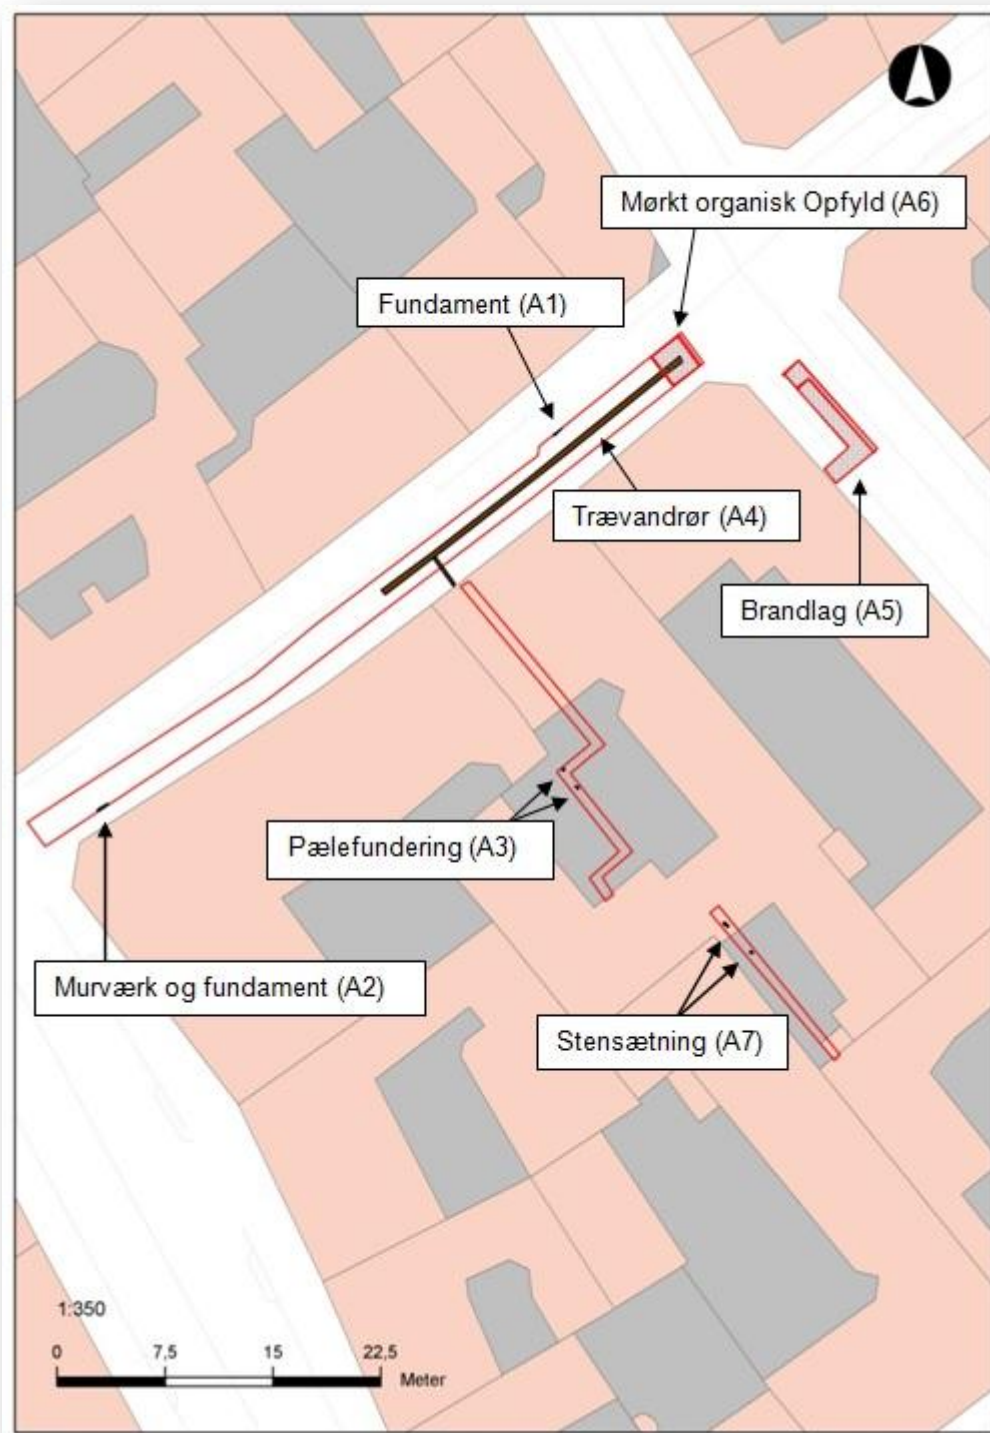 Mørkt organisk Opfyld (A6)
Fundament (A1)
Trævandrør (A4)
Brandlag (A5)
Pælefundering (A3)
Murværk og fundament (A2)
Stensætning (A7)
1:350
0 7,5 15 22,5
Meter